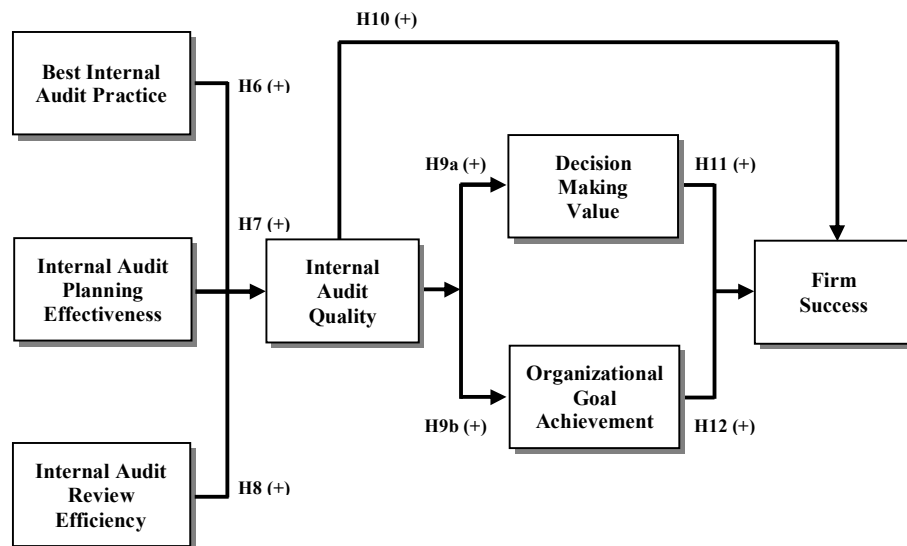 H10 (+)
Best Internal
Audit Practice
H6 (+)
H9a (+)
Decision
Making
Value
H11 (+)
H7 (+)
Internal Audit
Planning
Effectiveness
Internal
Audit
Quality
Firm
Success
Organizational
Goal
Achievement
H9b (+)
H12 (+)
Internal Audit
Review
Efficiency
H8 (+)